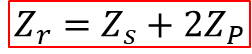 Z_r = Z_s + 2Z_P